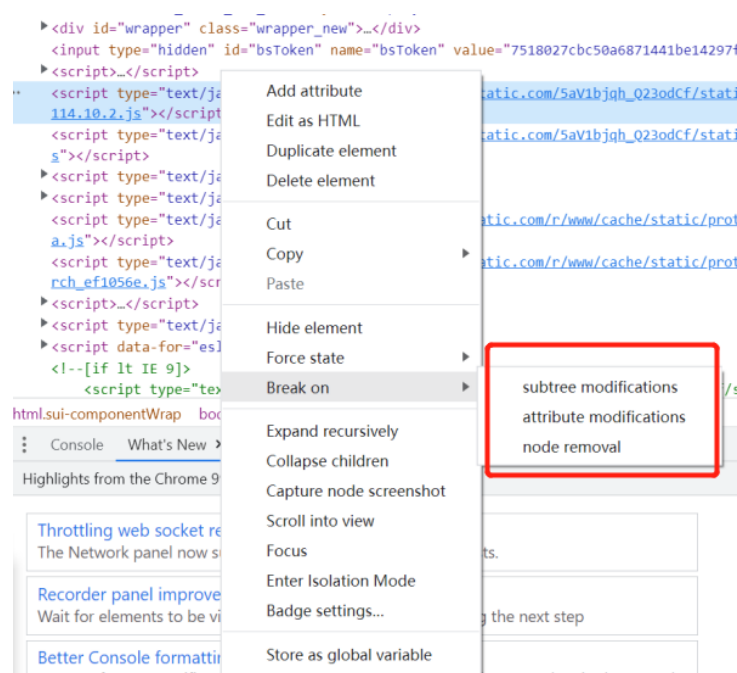 <div id="wrapper" class="wrapper_new">…</div>
<input type="hidden" id="bsToken" name="bsToken" value="7518027cbc50a6871441be14297f
<script>…</script>
<script type="text/ja
tatic.com/5aV1bjqh_Q23odCf/stati
114.10.2.js"></script
<script type="text/ja
tatic.com/5aV1bjqh_Q23odCf/stati
s"></script>
<script type="text/ja
<script type="text/ja
<script type="text/ja
atic.com/r/www/cache/static/prot
a.js"></script>
<script type="text/ja
atic.com/r/www/cache/static/prot
rch_ef1056e.js"></scr
<script>…</script>
<script type="text/ja
<script data-for="esl
<!--[if lt IE 9]>
<script type="tex
/s
html.sui-componentWrap bod
Console What's New
Highlights from the Chrome 9
Throttling web socket re
The Network panel now su
ts.
Recorder panel improve
Wait for elements to be vi
g the next step
Better Console formattin
Add attribute
Edit as HTML
Duplicate element
Delete element
Cut
Copy
Paste
Hide element
Force state
Break on
subtree modifications
attribute modifications
node removal
Expand recursively
Collapse children
Capture node screenshot
Scroll into view
Focus
Enter Isolation Mode
Badge settings...
Store as global variable